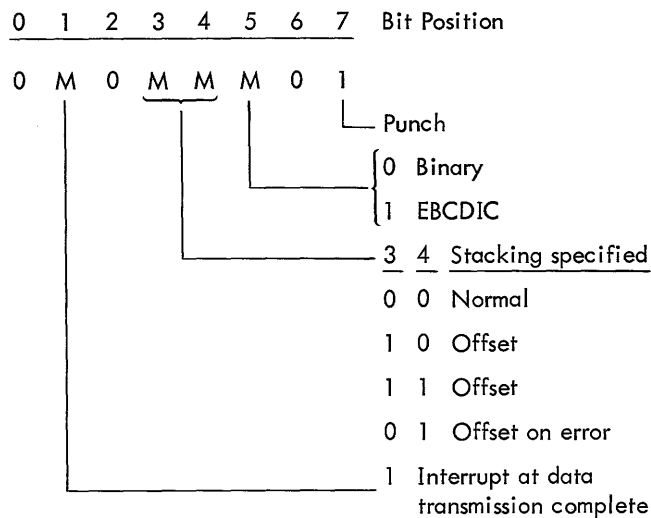 0 1 2 3 4 5 6 7 Bit Position
0 M 0 M M M 0 1
Punch
0 Binary
1 EBCDIC
3 4 Stacking specified
0 0 Normal
1 0 Offset
1 1 Offset
0 1 Offset on error
1 Interrupt at data
transmission complete